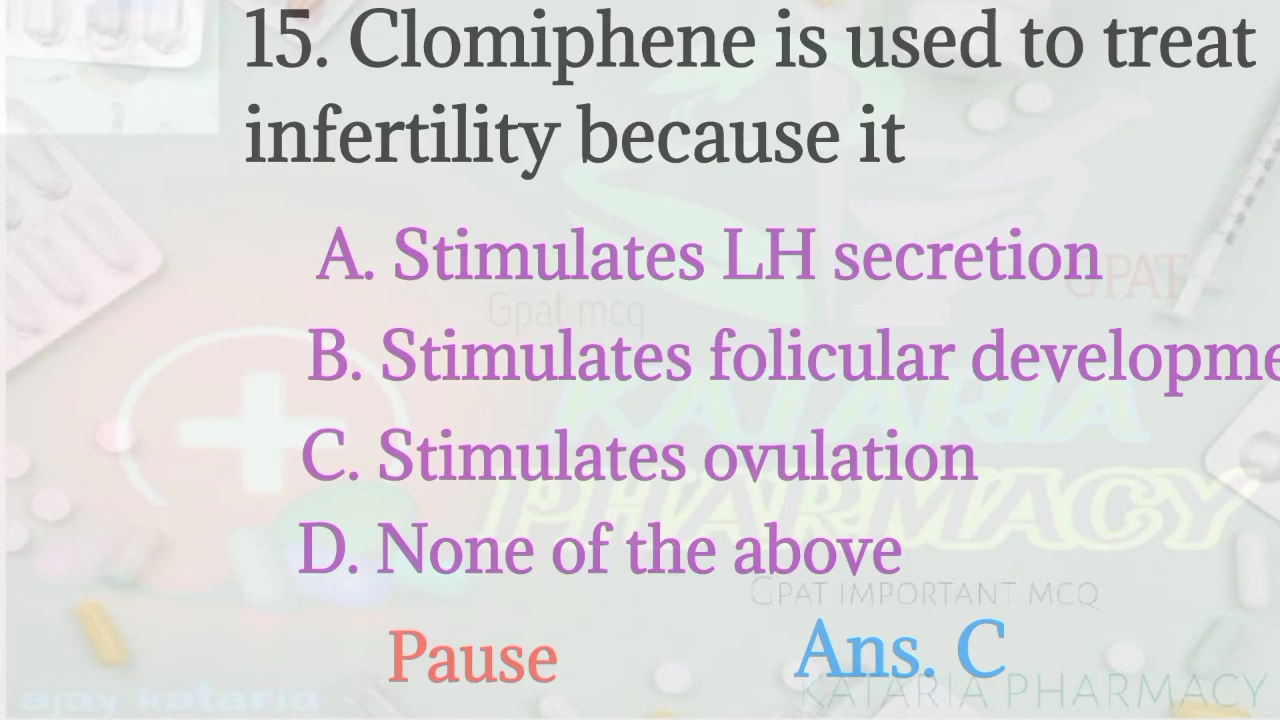 15. Clomiphene is used to treat
infertility because it
A. Stimulates LH secretion
GPAT
Gpat mcq
B. Stimulates folicular developme
KATARIA
C. Stimulates ovulation
PHARMACY
D. None of the above
GPAT IMPORTANT MCQ
Pause
Ans. C
ajay kataria
KATARIA PHARMACY